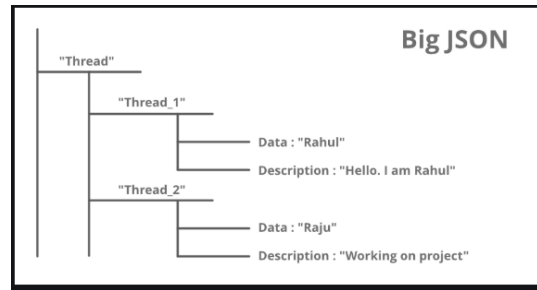 Big JSON
"Thread"
"Thread_1"
Data : "Rahul"
Description : "Hello. I am Rahul"
"Thread_2"
Data : "Raju"
Description : "Working on project"